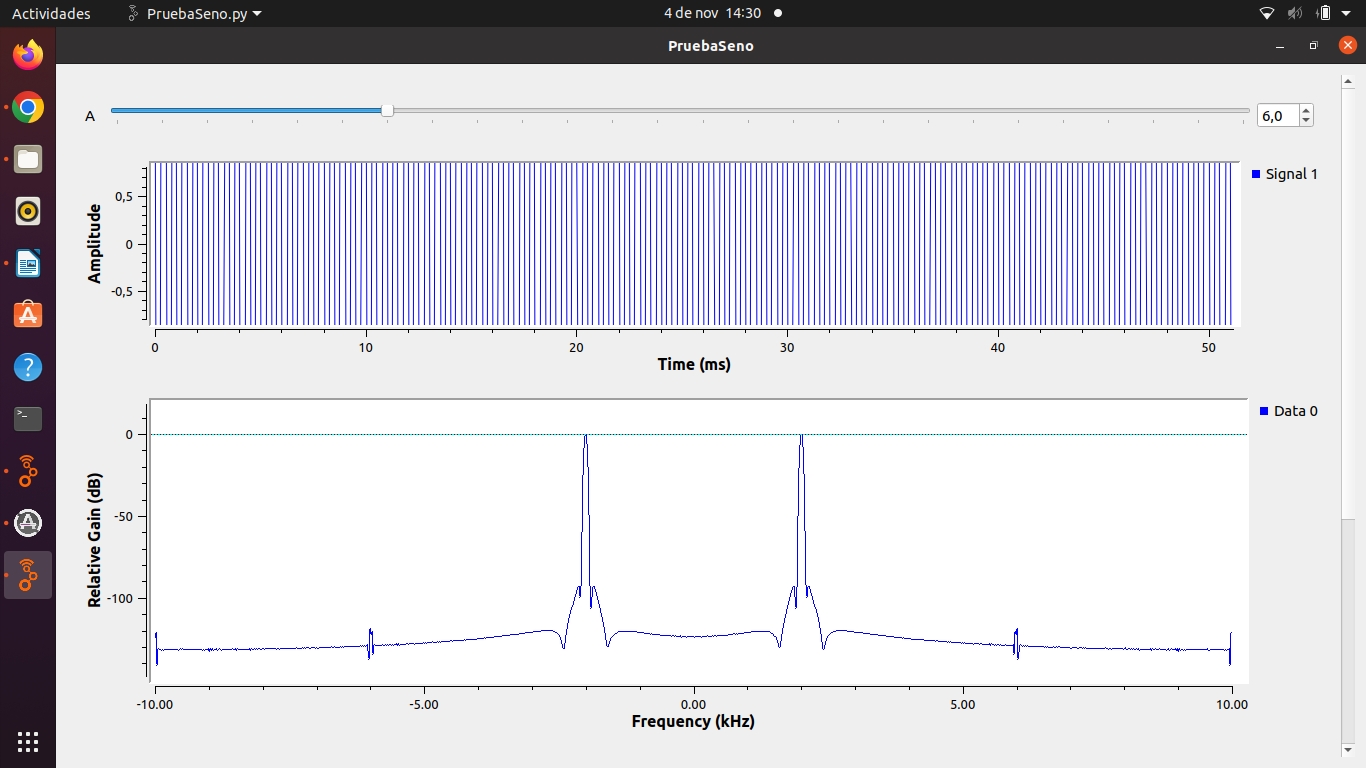 Actividades PruebaSeno.py 4 de nov 14:30
PruebaSeno
A 6,0
Signal 1
Amplitude
0,5
0
-0,5
0 10 20 30 40 50
Time (ms)
Data 0
Relative Gain (dB)
0
-50
-100
-10.00 -5.00 0.00 5.00 10.00
Frequency (kHz)